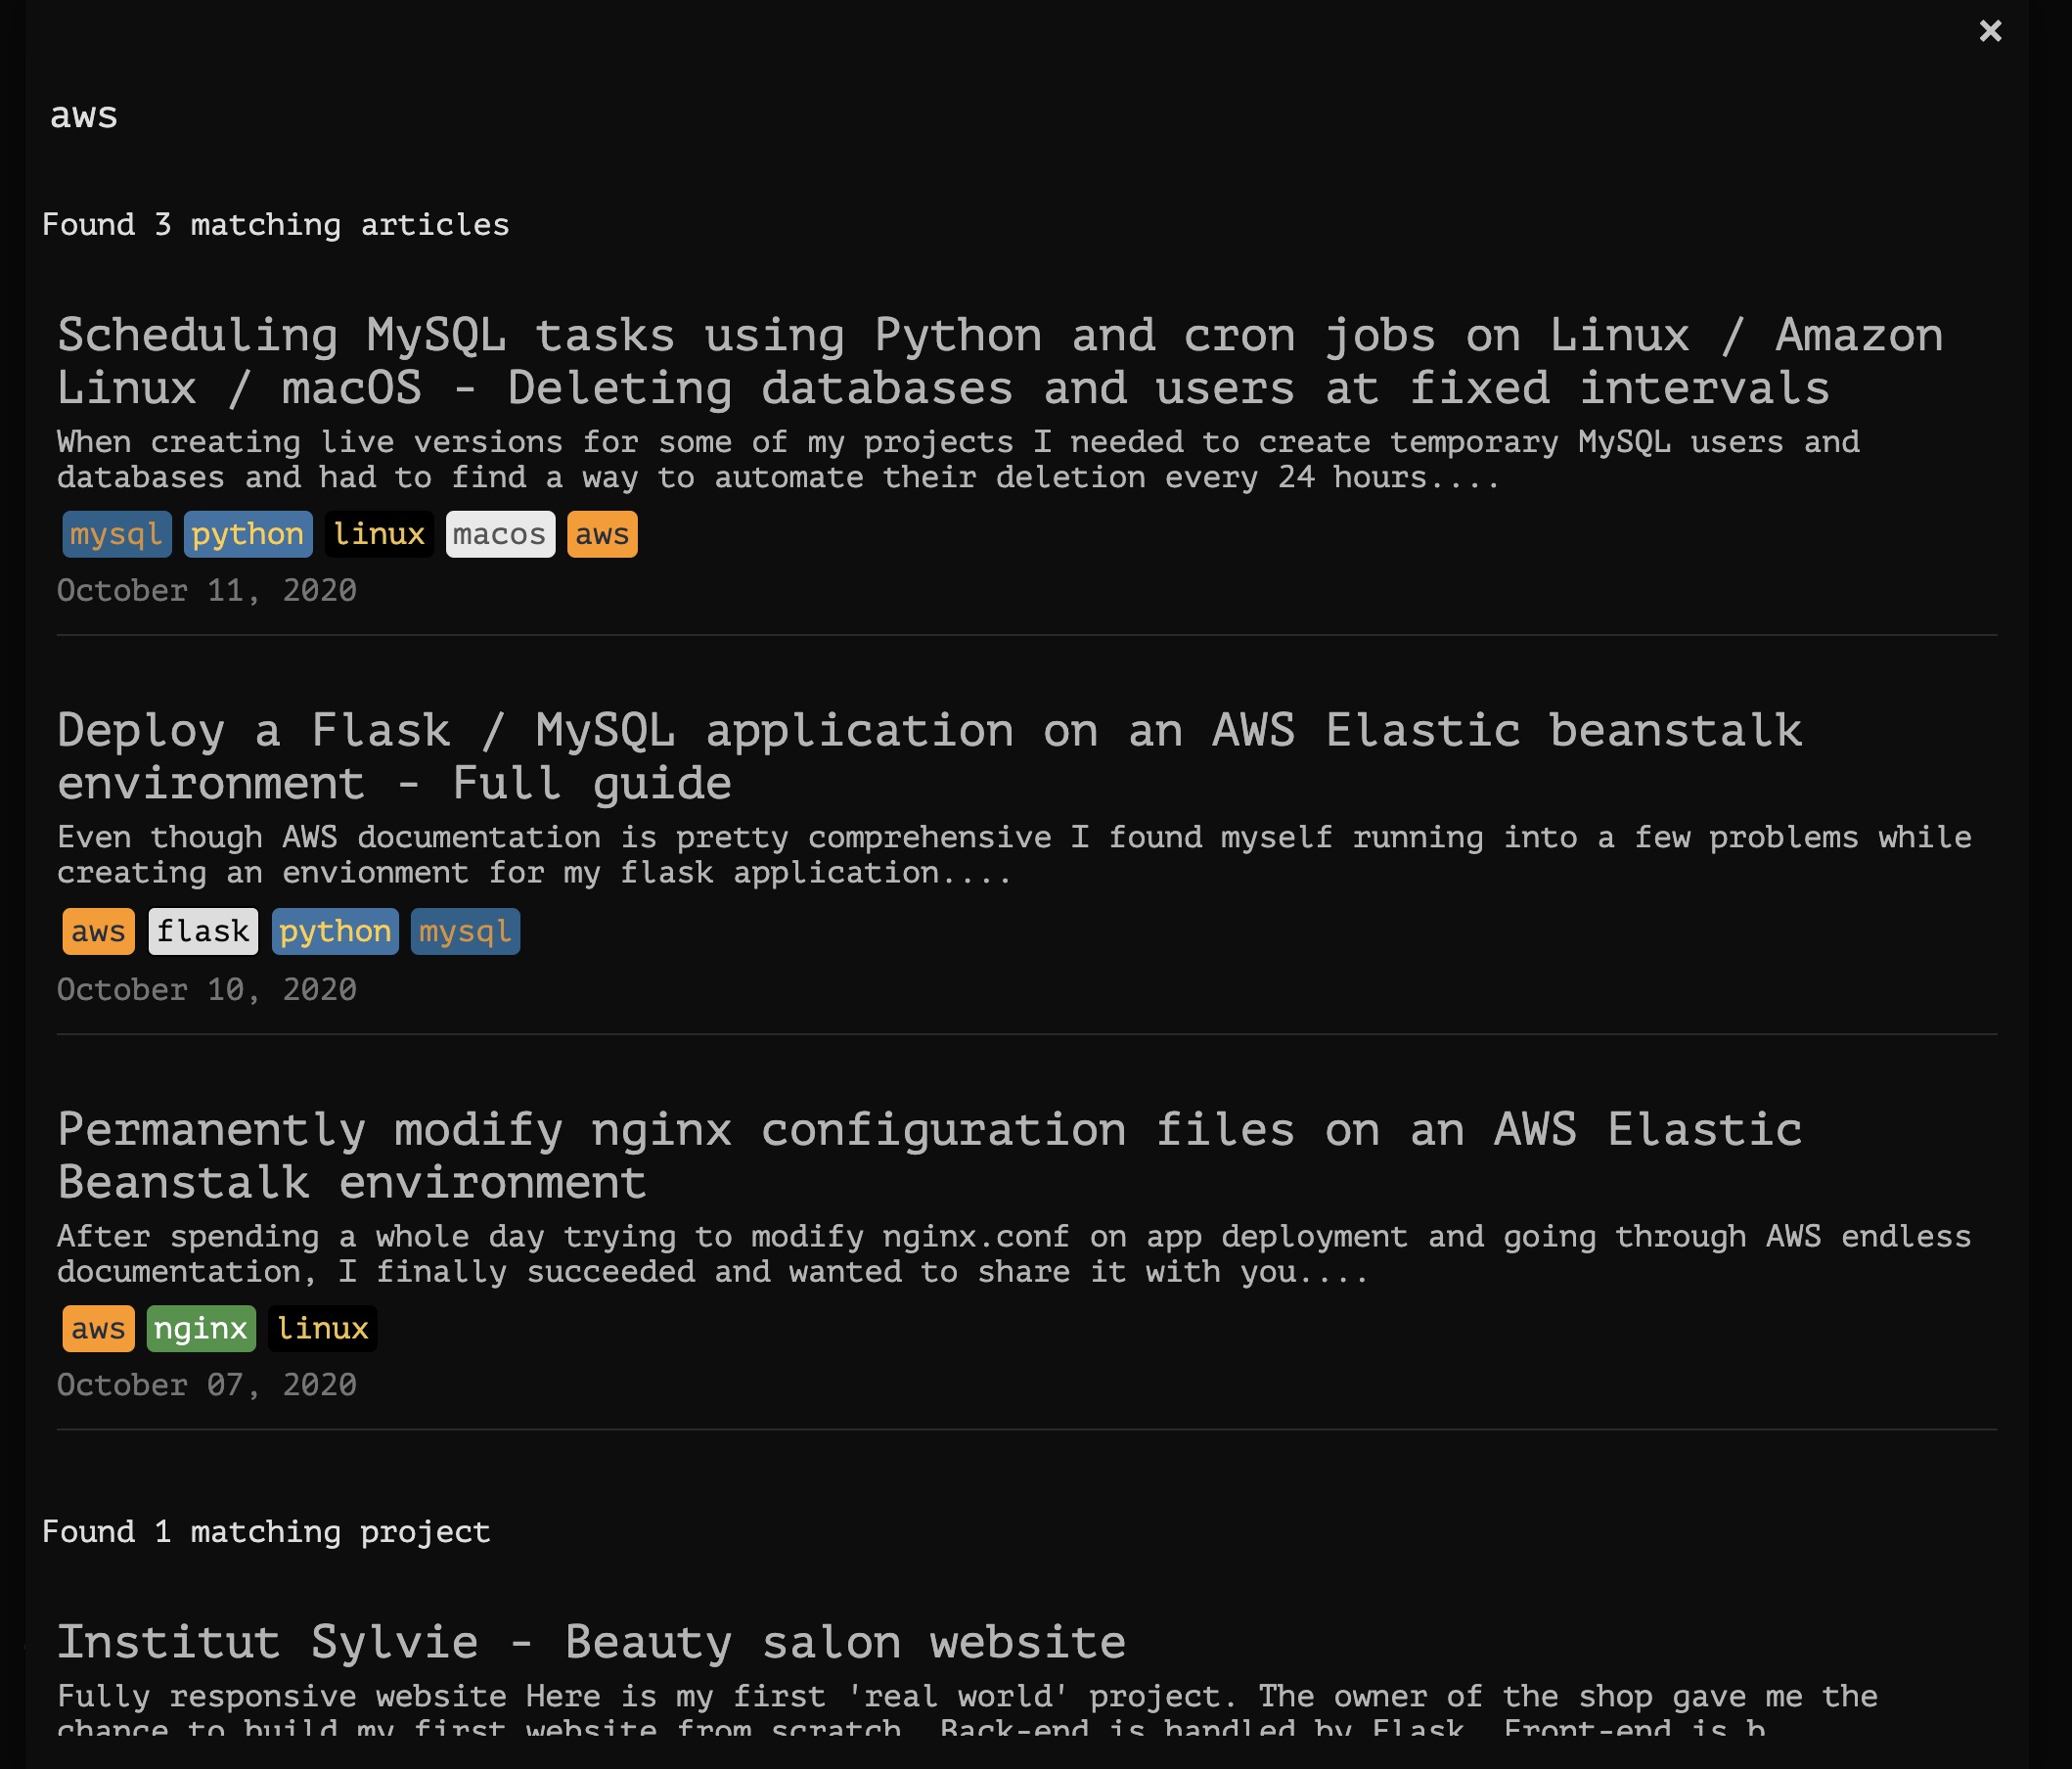 ×
aws
Found 3 matching articles
Scheduling MySQL tasks using Python and cron jobs on Linux / Amazon
Linux / macOS - Deleting databases and users at fixed intervals
When creating live versions for some of my projects I needed to create temporary MySQL users and
databases and had to find a way to automate their deletion every 24 hours....
mysql python linux macos aws
October 11, 2020
Deploy a Flask / MySQL application on an AWS Elastic beanstalk
environment - Full guide
Even though AWS documentation is pretty comprehensive I found myself running into a few problems while
creating an envionment for my flask application....
aws flask python mysql
October 10, 2020
Permanently modify nginx configuration files on an AWS Elastic
Beanstalk environment
After spending a whole day trying to modify nginx.conf on app deployment and going through AWS endless
documentation, I finally succeeded and wanted to share it with you....
aws nginx linux
October 07, 2020
Found 1 matching project
Institut Sylvie - Beauty salon website
Fully responsive website Here is my first 'real world' project. The owner of the shop gave me the
chance to build my first website from scratch. Back-end is handled by Flask. Front-end is b